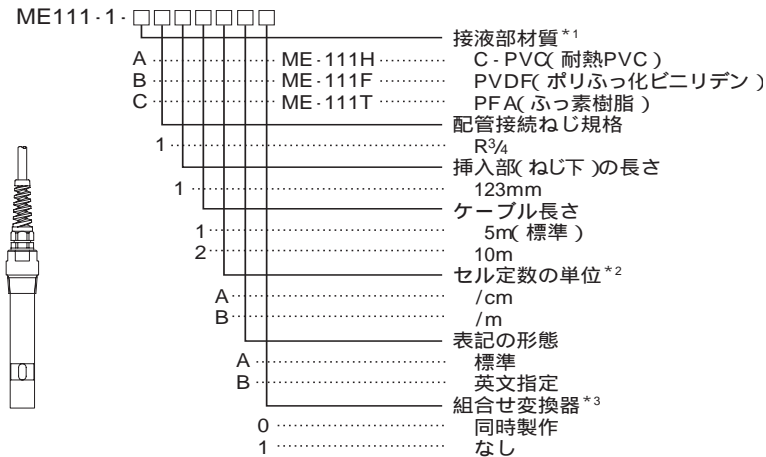 ME111-1-□□□□□□□
接液部材質*1
A ME-111H C-PVC(耐熱PVC)
B ME-111F PVDF(ポリふっ化ビニリデン)
C ME-111T PFA(ふっ素樹脂)
配管接続ねじ規格
1 R3/4
挿入部(ねじ下)の長さ
1 123mm
ケーブル長さ
1 5m(標準)
2 10m
セル定数の単位*2
A /cm
B /m
表記の形態
A 標準
B 英文指定
組合せ変換器*3
0 同時製作
1 なし